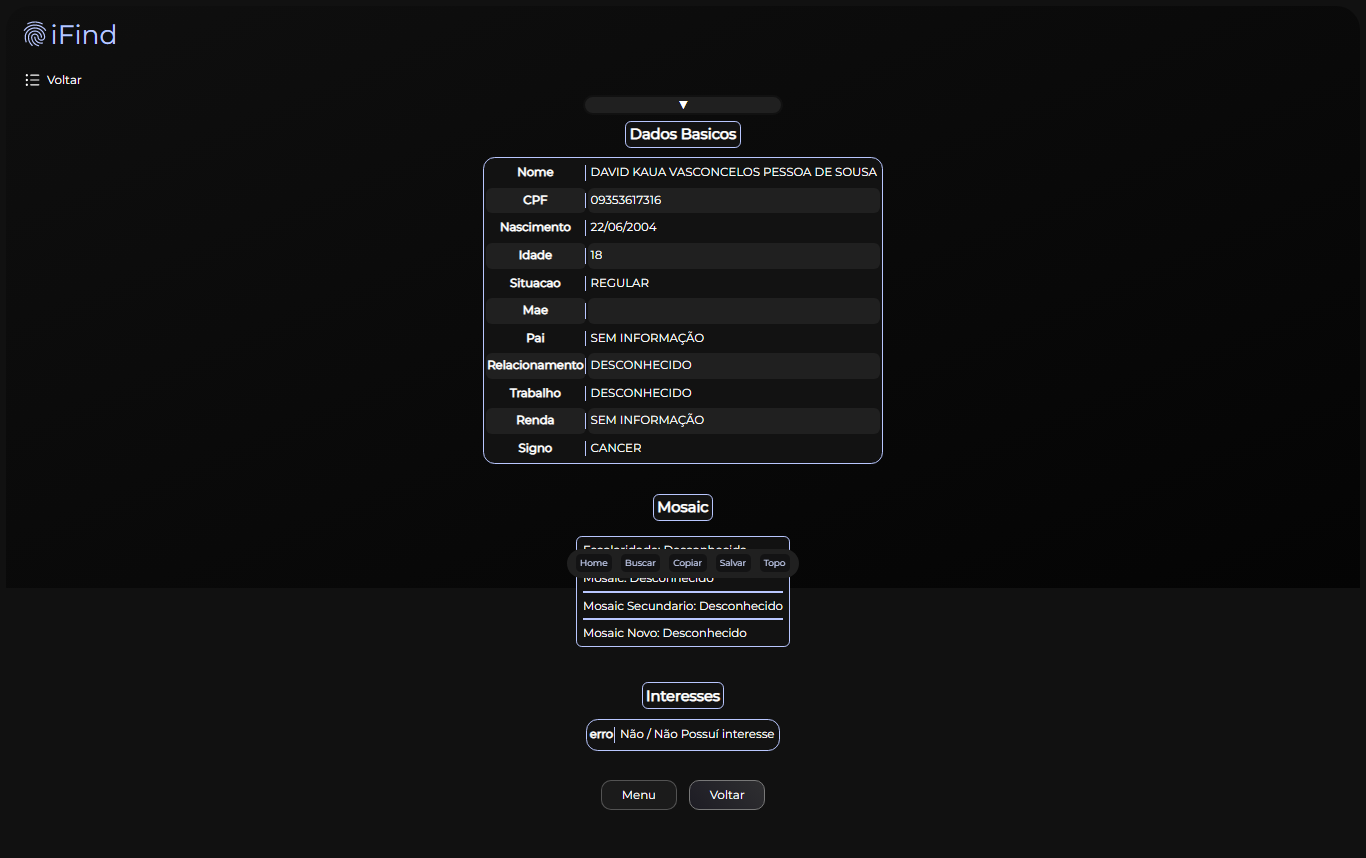 iFind
Voltar
▼
Dados Basicos
Nome DAVID KAUA VASCONCELOS PESSOA DE SOUSA
CPF 09353617316
Nascimento 22/06/2004
Idade 18
Situacao REGULAR
Mae
Pai SEM INFORMAÇÃO
Relacionamento DESCONHECIDO
Trabalho DESCONHECIDO
Renda SEM INFORMAÇÃO
Signo CANCER
Mosaic
Escolaridade: Desconhecido
Home Buscar Copiar Salvar Topo
Mosaic: Desconhecido
Mosaic Secundario: Desconhecido
Mosaic Novo: Desconhecido
Interesses
erro Não / Não Possuí interesse
Menu Voltar